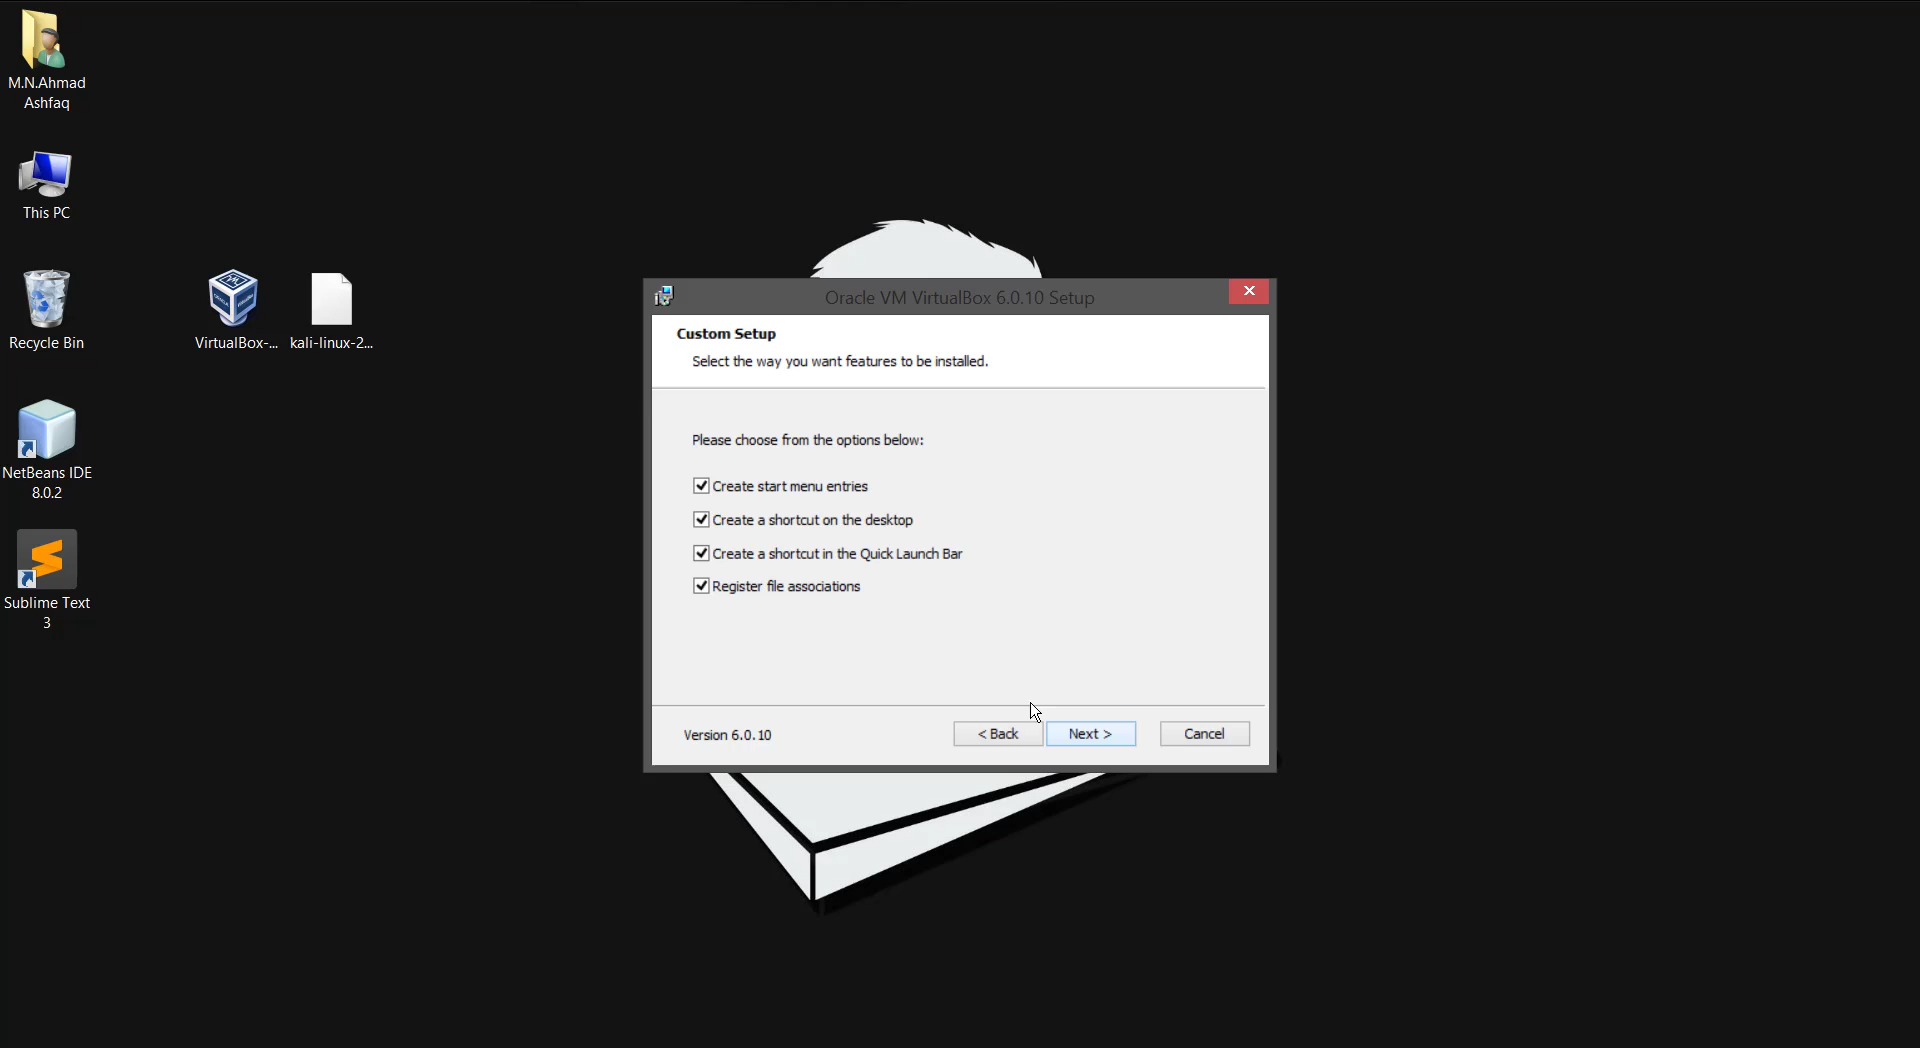 M.N.Ahmad
Ashfaq
This PC
Recycle Bin
VirtualBox-...
kali-linux-2...
NetBeans IDE
8.0.2
Sublime Text
3
Oracle VM VirtualBox 6.0.10 Setup
Custom Setup
Select the way you want features to be installed.
Please choose from the options below:
Create start menu entries
Create a shortcut on the desktop
Create a shortcut in the Quick Launch Bar
Register file associations
Version 6.0.10
< Back
Next >
Cancel